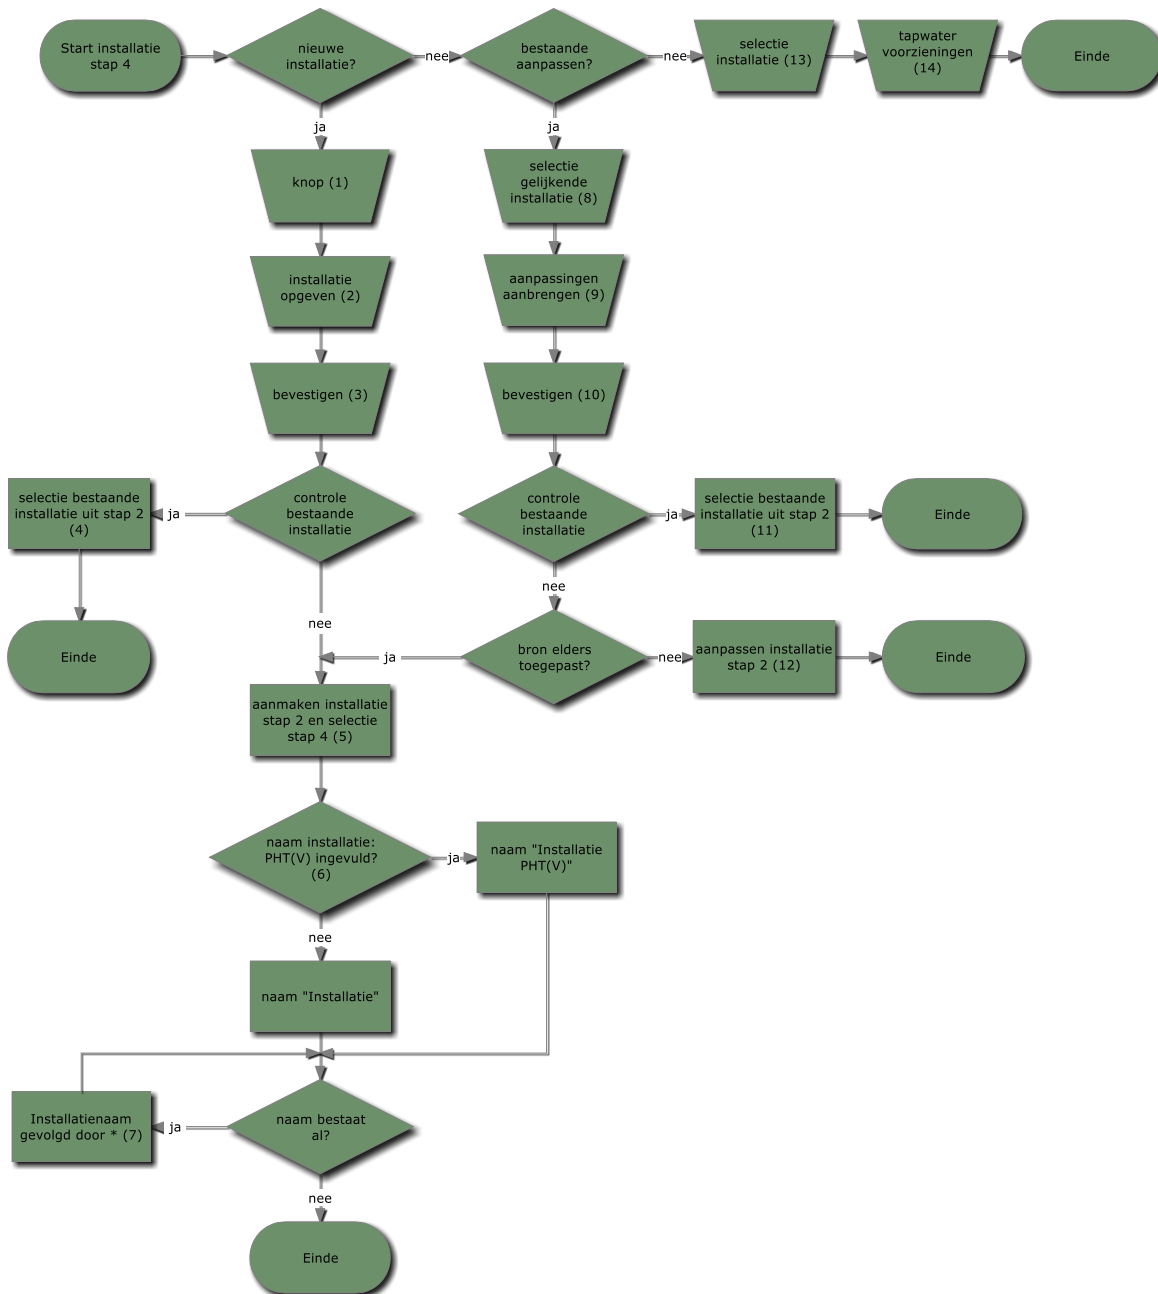 Start installatie
stap 4
nieuwe
installatie?
nee
bestaande
aanpassen?
nee
selectie
installatie (13)
tapwater
voorzieningen
(14)
Einde
ja
ja
knop (1)
selectie
gelijkende
installatie (8)
installatie
opgeven (2)
aanpassingen
aanbrengen (9)
bevestigen (3)
bevestigen (10)
selectie bestaande
installatie uit stap 2
(4)
ja
controle
bestaande
installatie
controle
bestaande
installatie
ja
selectie bestaande
installatie uit stap 2
(11)
Einde
nee
nee
Einde
ja
bron elders
toegepast?
nee
aanpassen installatie
stap 2 (12)
Einde
aanmaken installatie
stap 2 en selectie
stap 4 (5)
naam installatie:
PHT(V) ingevuld?
(6)
ja
naam "Installatie
PHT(V)"
nee
naam "Installatie"
Installatienaam
gevolgd door * (7)
ja
naam bestaat
al?
nee
Einde